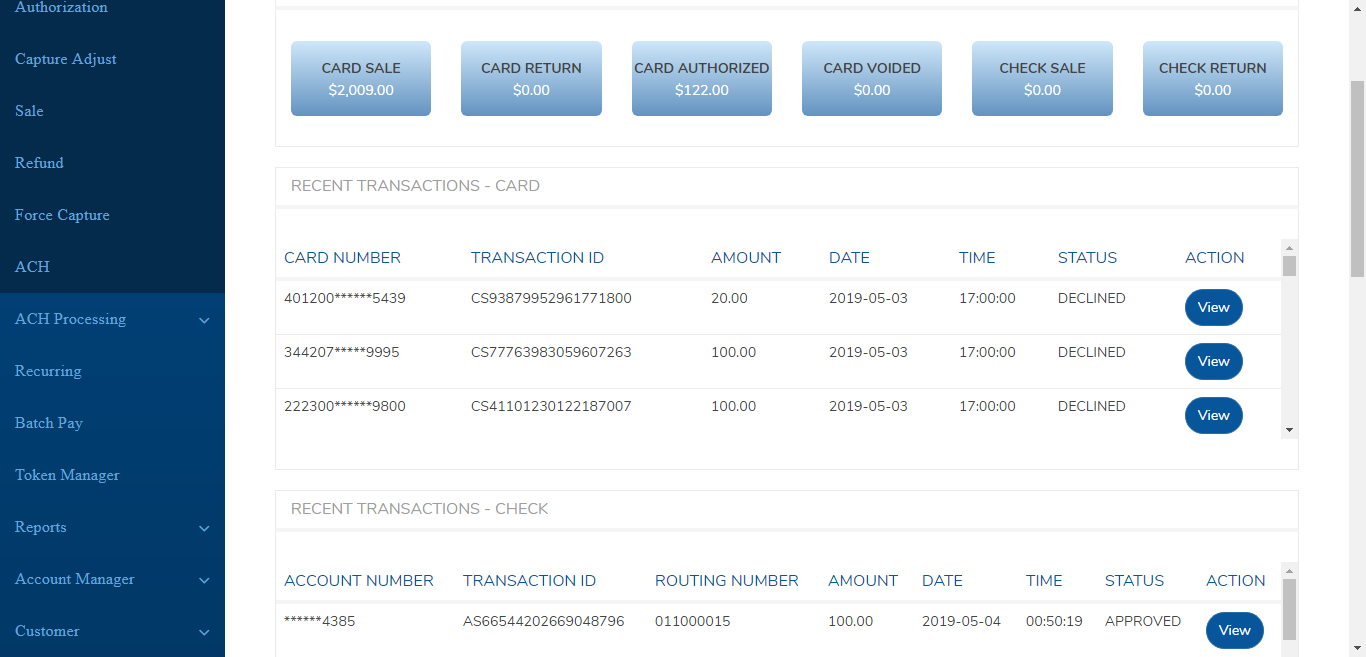 Authorization
Capture Adjust
Sale
Refund
Force Capture
ACH
ACH Processing
Recurring
Batch Pay
Token Manager
Reports
Account Manager
Customer
CARD SALE
$2,009.00
CARD RETURN
$0.00
CARD AUTHORIZED
$122.00
CARD VOIDED
$0.00
CHECK SALE
$0.00
CHECK RETURN
$0.00
RECENT TRANSACTIONS - CARD
CARD NUMBER TRANSACTION ID AMOUNT DATE TIME STATUS ACTION
401200******5439 CS93879952961771800 20.00 2019-05-03 17:00:00 DECLINED View
344207*****9995 CS77763983059607263 100.00 2019-05-03 17:00:00 DECLINED View
222300******9800 CS41101230122187007 100.00 2019-05-03 17:00:00 DECLINED View
RECENT TRANSACTIONS - CHECK
ACCOUNT NUMBER TRANSACTION ID ROUTING NUMBER AMOUNT DATE TIME STATUS ACTION
******4385 AS66544202669048796 011000015 100.00 2019-05-04 00:50:19 APPROVED View